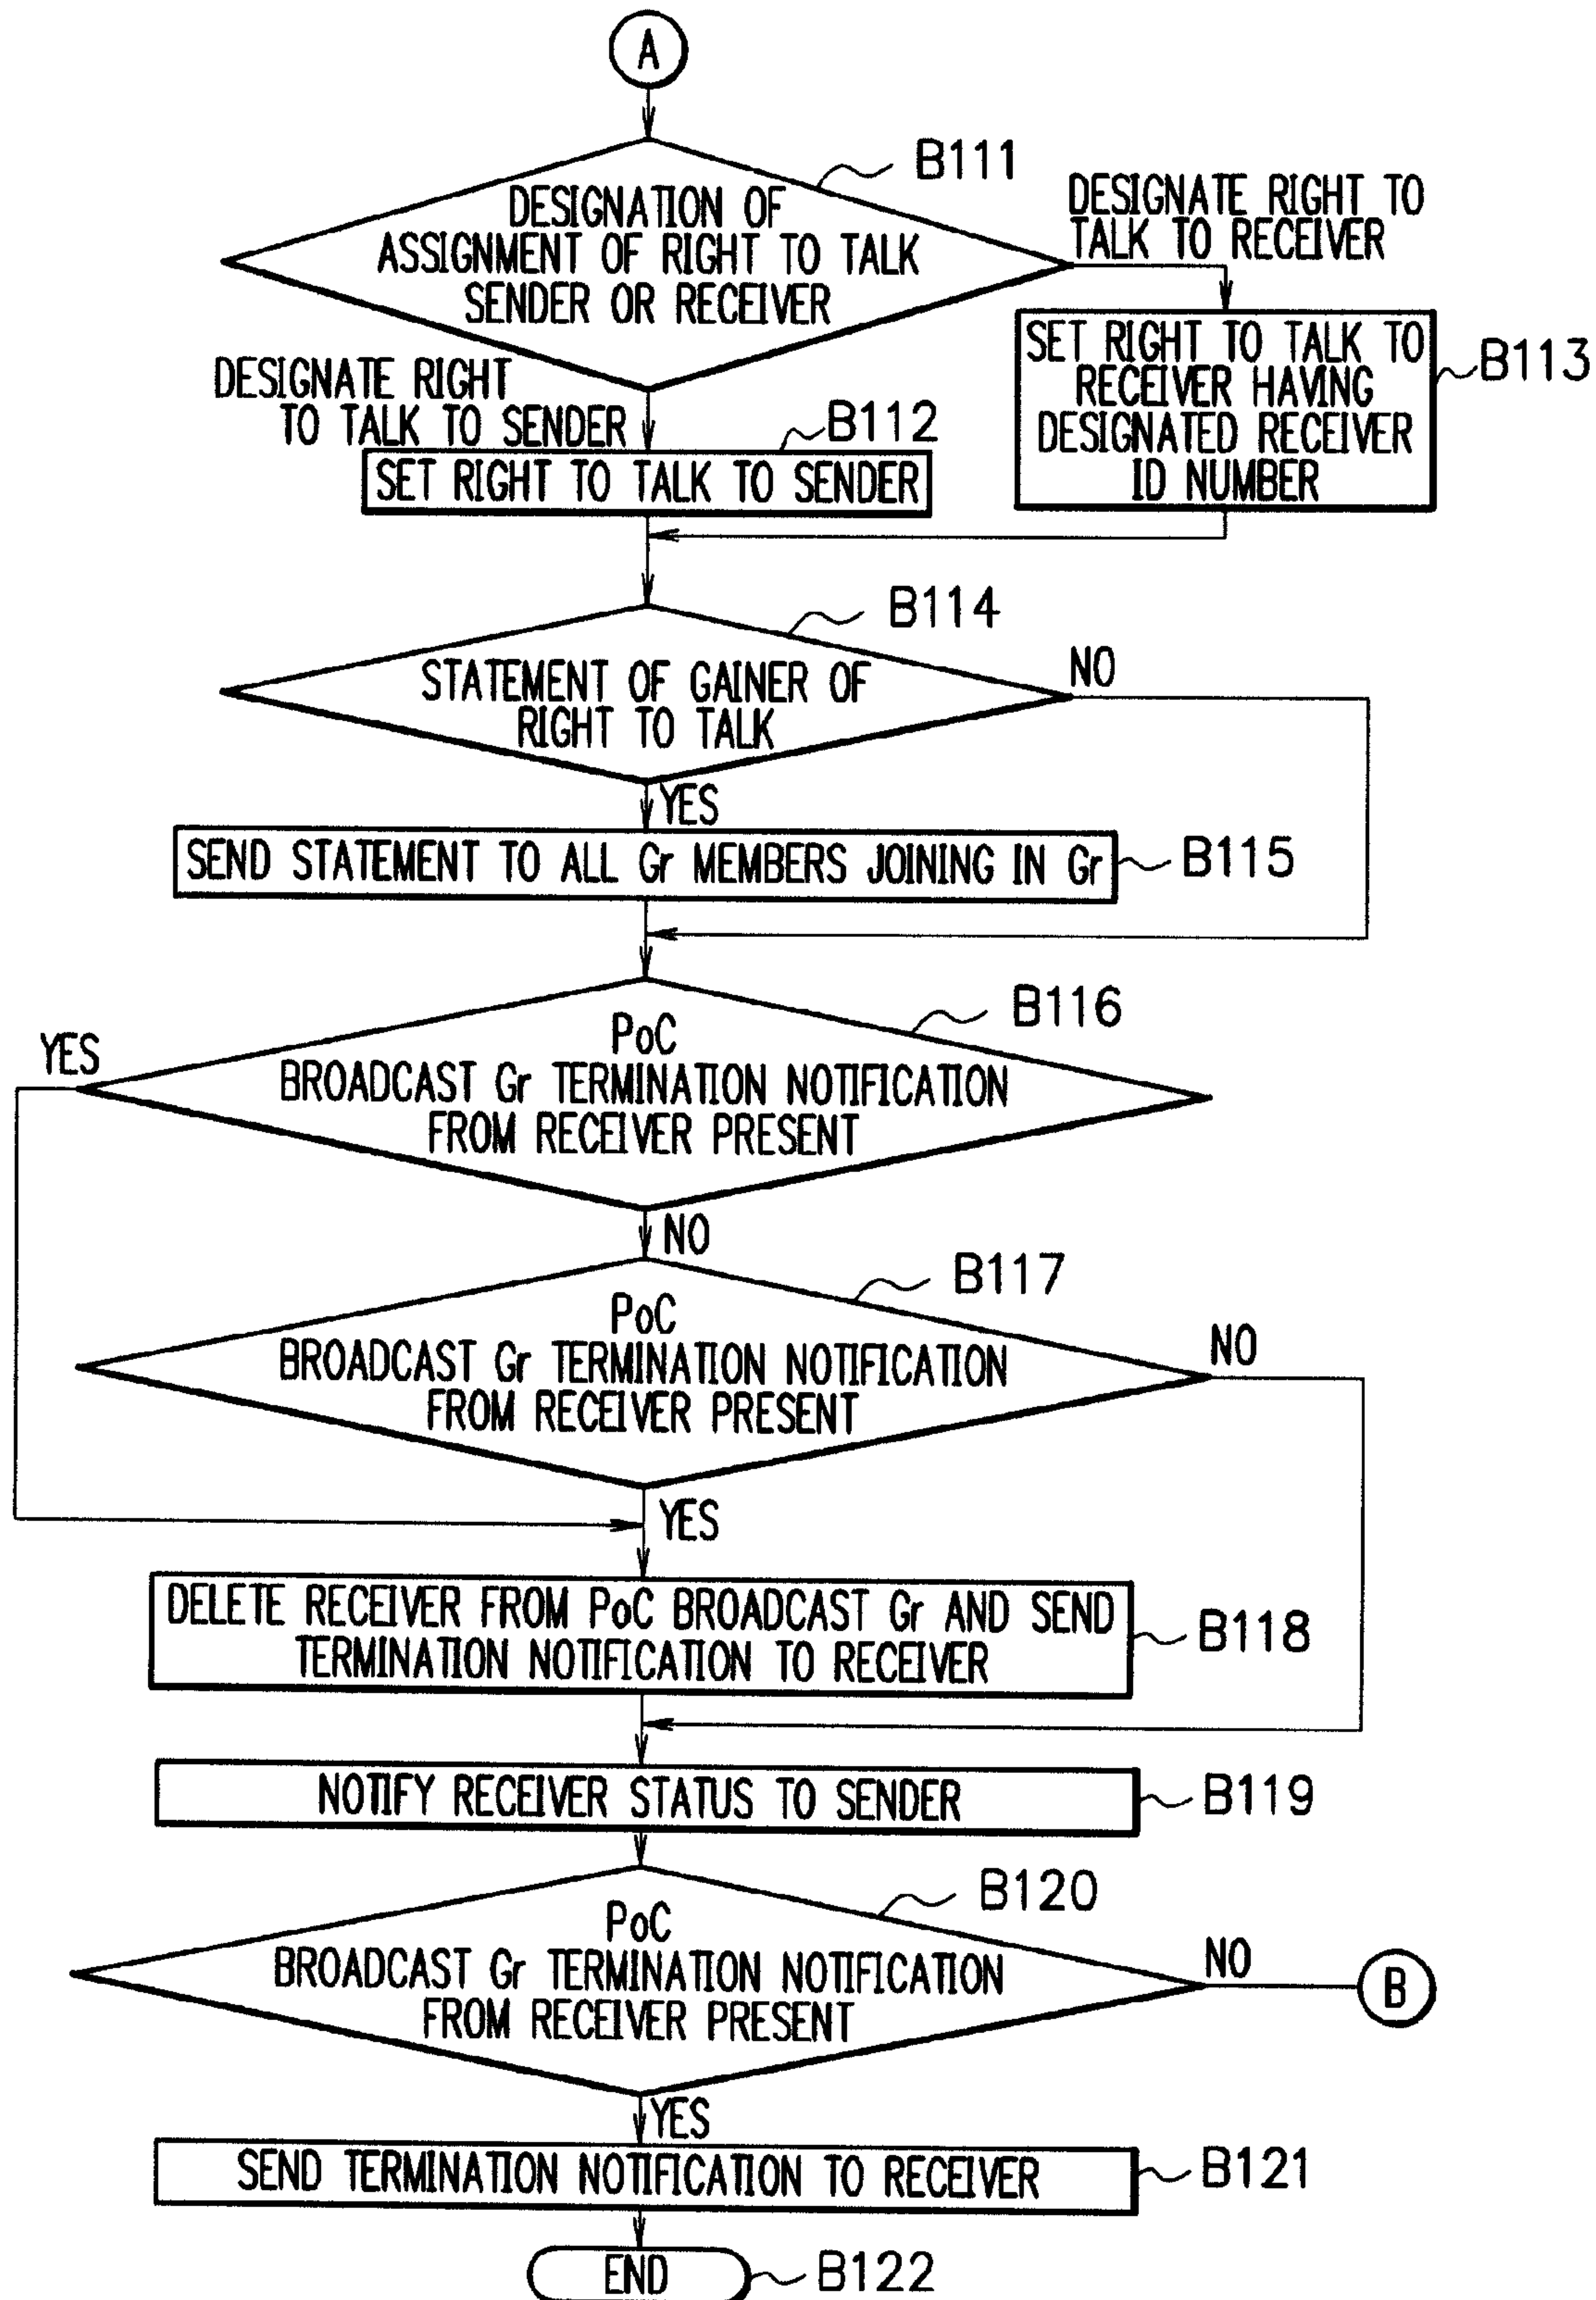 A
B111
DESIGNATION OF
ASSIGNMENT OF RIGHT TO TALK
SENDER OR RECEIVER
DESIGNATE RIGHT TO
TALK TO RECEIVER
SET RIGHT TO TALK TO
RECEIVER HAVING
DESIGNATED RECEIVER
ID NUMBER
B113
DESIGNATE RIGHT
TO TALK TO SENDER
B112
SET RIGHT TO TALK TO SENDER
B114
STATEMENT OF GAINER OF
RIGHT TO TALK
NO
YES
SEND STATEMENT TO ALL Gr MEMBERS JOINING IN Gr
B115
B116
YES
PoC
BROADCAST Gr TERMINATION NOTIFICATION
FROM RECEIVER PRESENT
NO
B117
PoC
BROADCAST Gr TERMINATION NOTIFICATION
FROM RECEIVER PRESENT
NO
YES
DELETE RECEIVER FROM PoC BROADCAST Gr AND SEND
TERMINATION NOTIFICATION TO RECEIVER
B118
NOTIFY RECEIVER STATUS TO SENDER
B119
B120
PoC
BROADCAST Gr TERMINATION NOTIFICATION
FROM RECEIVER PRESENT
NO
B
YES
SEND TERMINATION NOTIFICATION TO RECEIVER
B121
END
B122